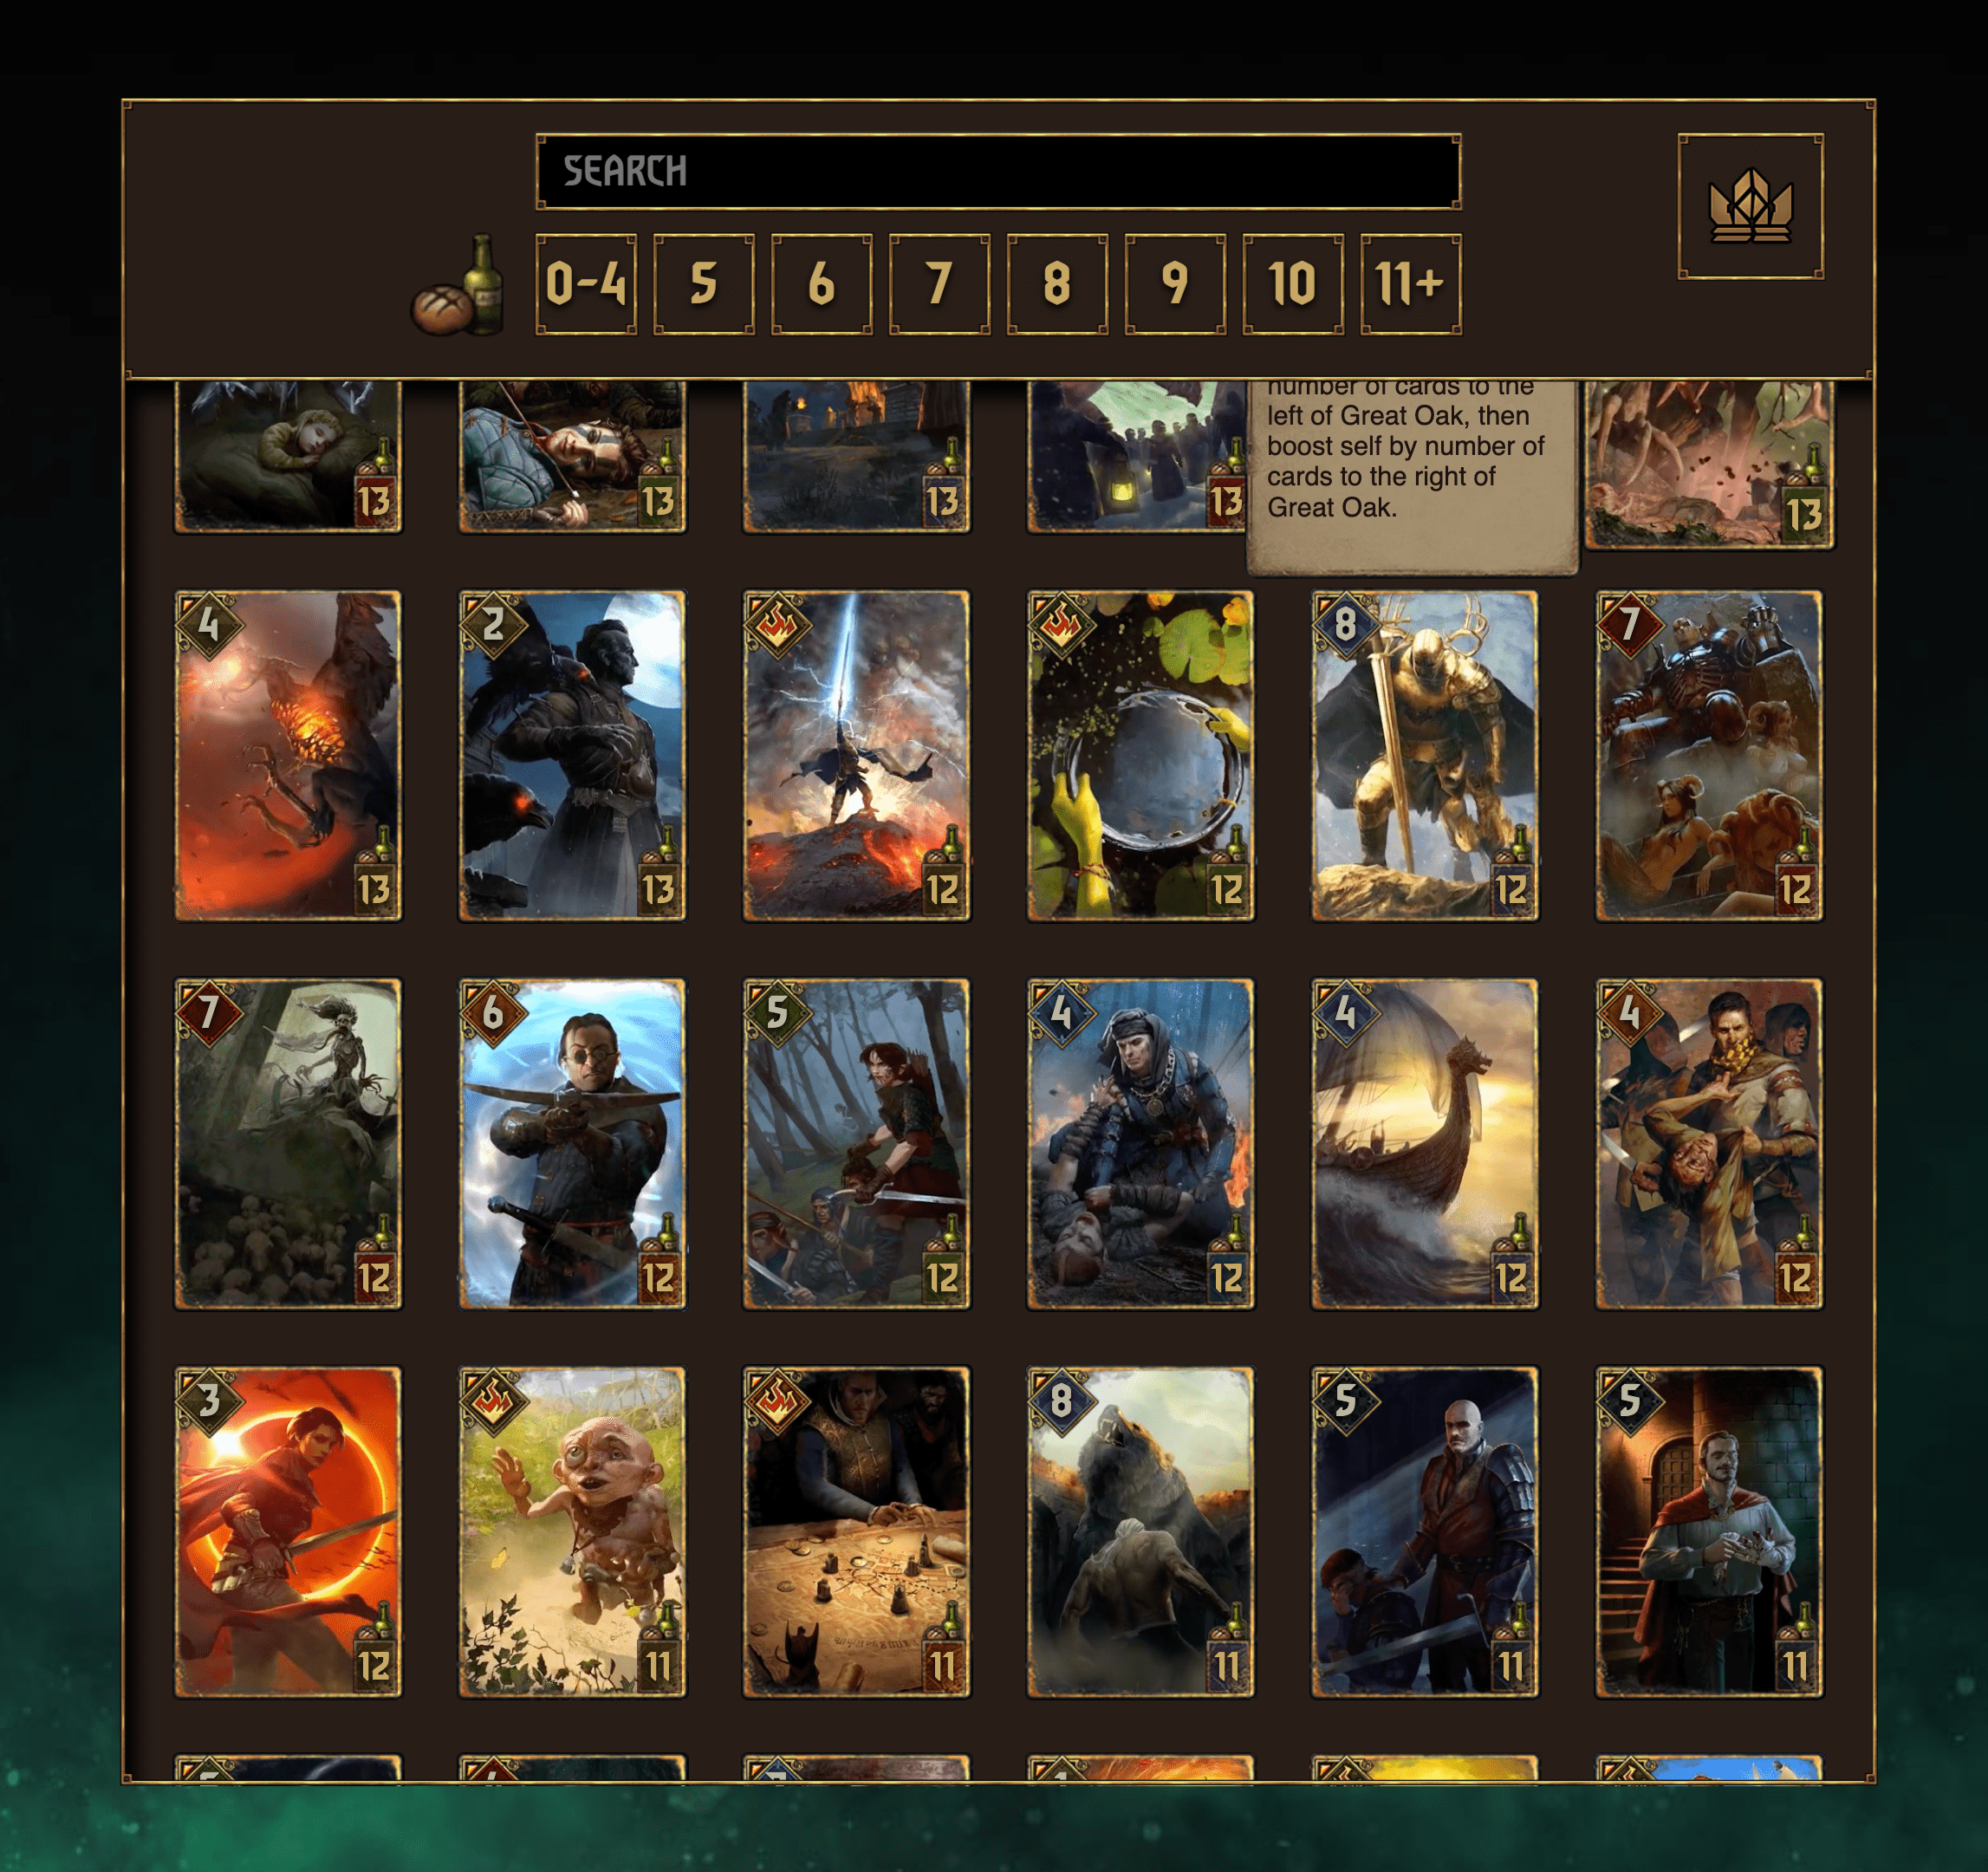 SEARCH
0-4 5 6 7 8 9 10 11+
number of cards to the
left of Great Oak, then
boost self by number of
cards to the right of
Great Oak.
13 13 13 13 13
4 2 8 7
13 13 12 12 12 12
7 6 5 4 4 4
12 12 12 12 12 12
3 8 5 5
12 11 11 11 11 11